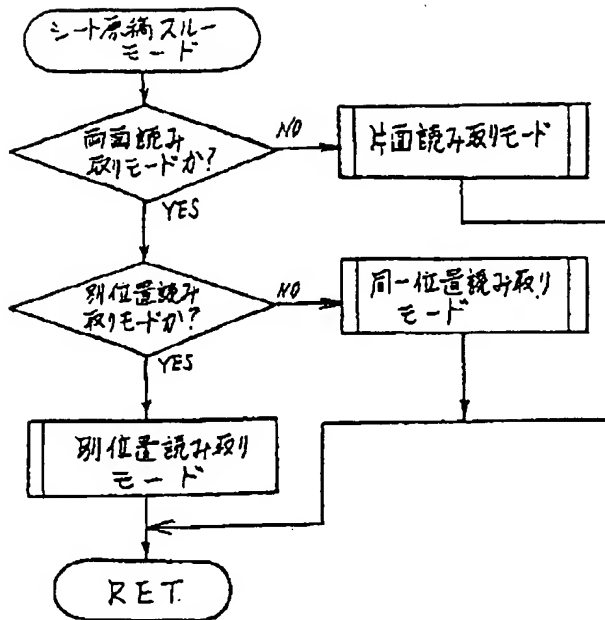 シート原稿スルー
モード
両面読み
取りモードか?
NO
片面読み取りモード
YES
別位置読み
取りモードか?
NO
同一位置読み取り
モード
YES
別位置読み取り
モード
RET.